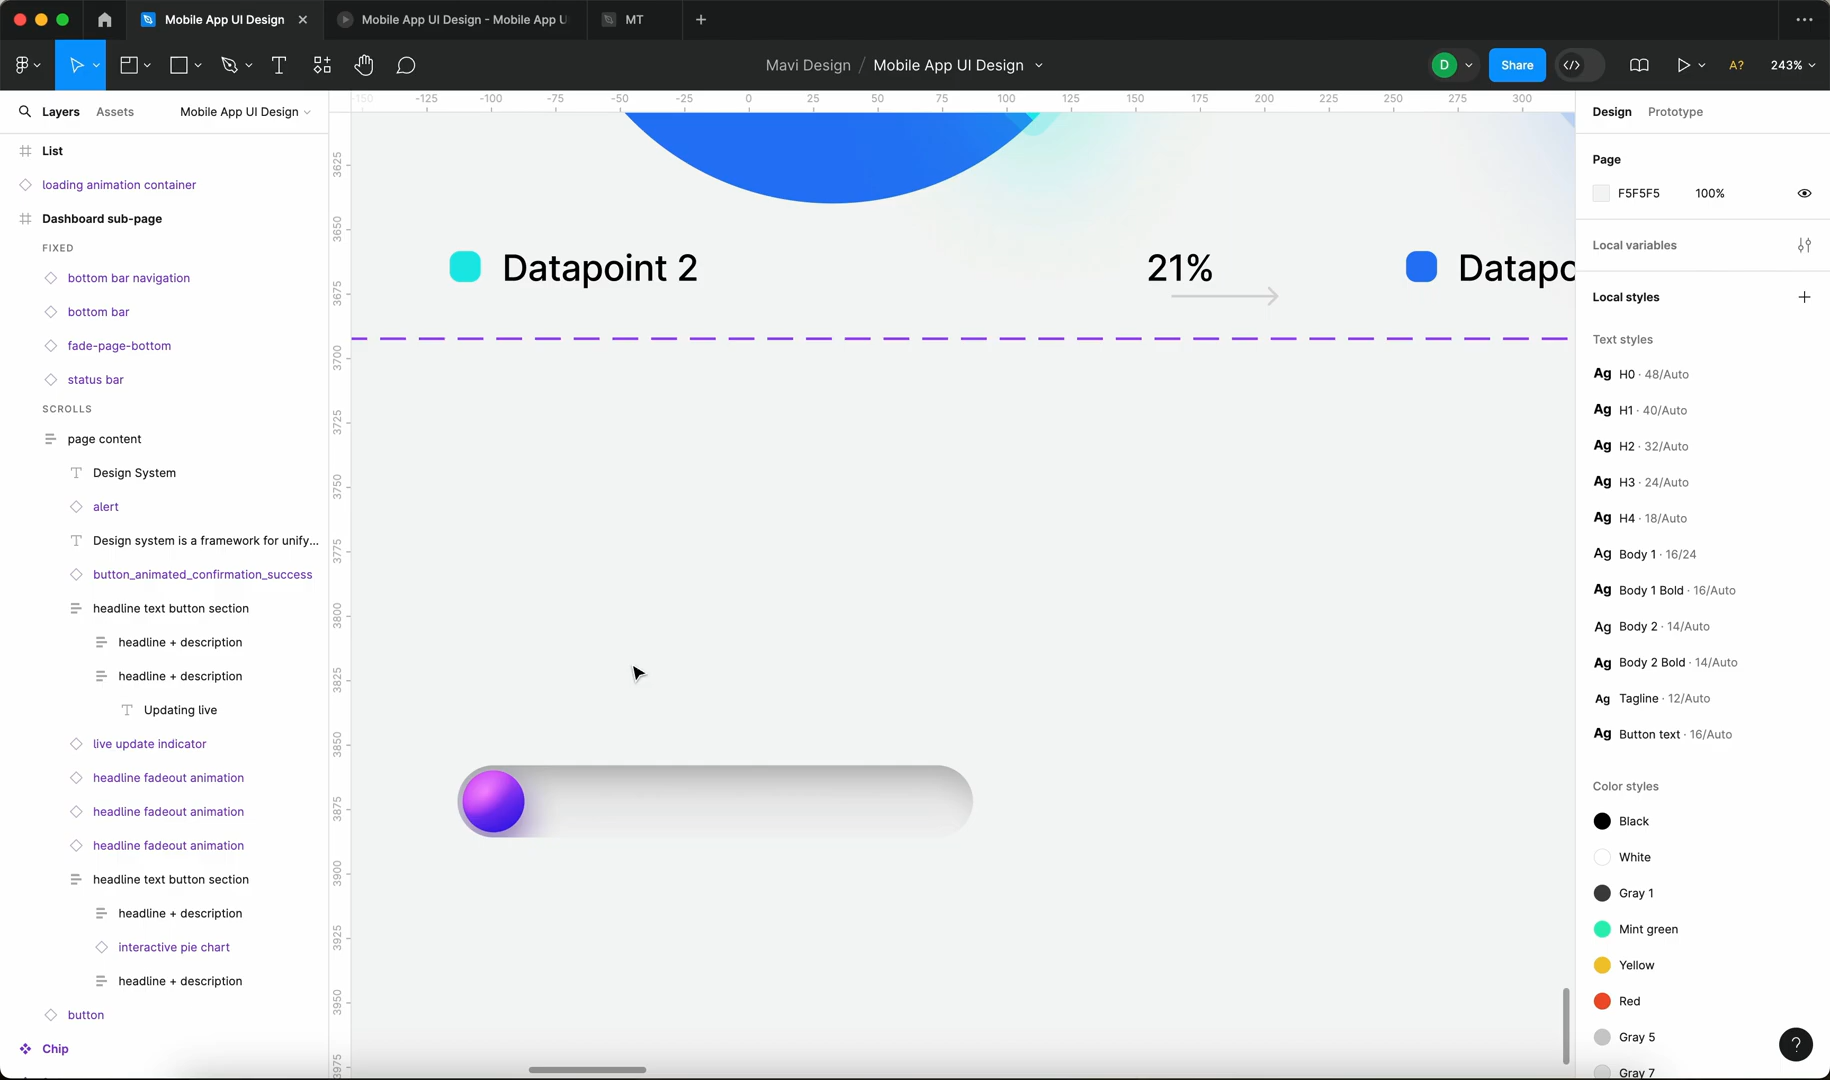 Mobile App UI Design
Mobile App UI Design - Mobile App U
MT
Mavi Design / Mobile App UI Design
D
Share
A?
243%
Layers
Assets
Mobile App UI Design
List
loading animation container
Dashboard sub-page
FIXED
bottom bar navigation
bottom bar
fade-page-bottom
status bar
SCROLLS
page content
Design System
alert
Design system is a framework for unify...
button_animated_confirmation_success
headline text button section
headline + description
headline + description
Updating live
live update indicator
headline fadeout animation
headline fadeout animation
headline fadeout animation
headline text button section
headline + description
interactive pie chart
headline + description
button
Chip
-150 -125 -100 -75 -50 -25 0 25 50 75 100 125 150 175 200 225 250 275 300
3625
3650
3675
3700
3725
3750
3775
3800
3825
3850
3875
3900
3925
3950
3975
Datapoint 2
21%
Datapo
Design
Prototype
Page
F5F5F5
100%
Local variables
Local styles
Text styles
Ag H0 · 48/Auto
Ag H1 · 40/Auto
Ag H2 · 32/Auto
Ag H3 · 24/Auto
Ag H4 · 18/Auto
Ag Body 1 · 16/24
Ag Body 1 Bold · 16/Auto
Ag Body 2 · 14/Auto
Ag Body 2 Bold · 14/Auto
Ag Tagline · 12/Auto
Ag Button text · 16/Auto
Color styles
Black
White
Gray 1
Mint green
Yellow
Red
Gray 5
Gray 7
?